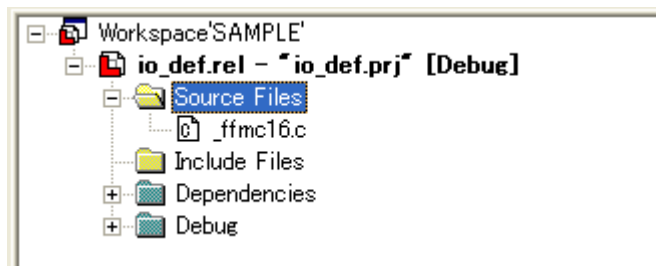 Workspace'SAMPLE'
io_def.rel - "io_def.prj" [Debug]
Source Files
_ffmc16.c
Include Files
Dependencies
Debug